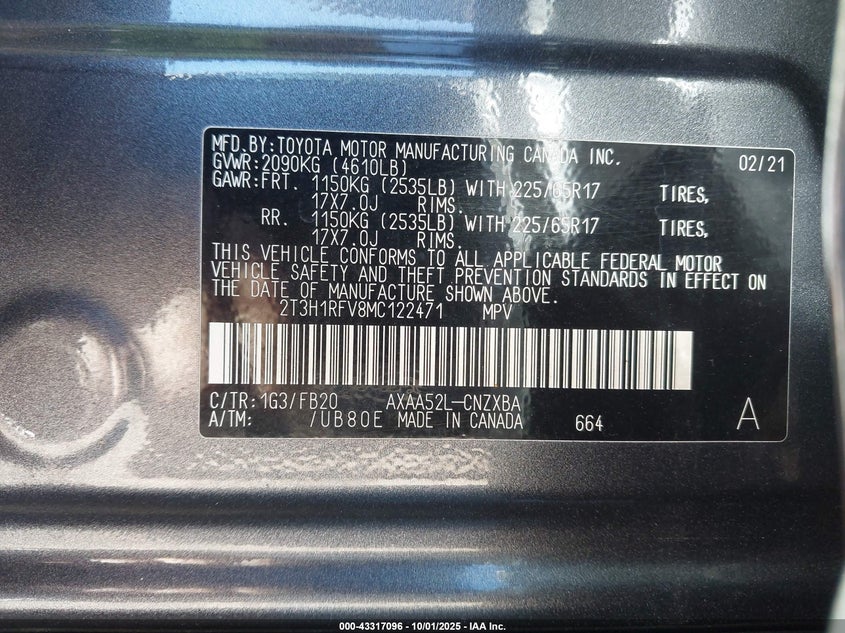 MFD.BY:TOYOTA MOTOR MANUFACTURING CANADA INC. 02/21
GVWR:2090KG (4610LB)
GAWR:FRT. 1150KG (2535LB) WITH 225/65R17 TIRES,
17X7.0J RIMS.
RR. 1150KG (2535LB) WITH 225/65R17 TIRES,
17X7.0J RIMS.
THIS VEHICLE CONFORMS TO ALL APPLICABLE FEDERAL MOTOR
VEHICLE SAFETY AND THEFT PREVENTION STANDARDS IN EFFECT ON
THE DATE OF MANUFACTURE SHOWN ABOVE.
2T3H1RFV8MC122471 MPV
C/TR:1G3/FB20 AXAA52L-CNZXBA
A/TM: /UB80E MADE IN CANADA 664 A
000-43317096 - 10/01/2025 - IAA Inc.